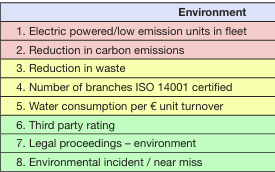 Environment
1. Electric powered/low emission units in fleet
2. Reduction in carbon emissions
3. Reduction in waste
4. Number of branches ISO 14001 certified
5. Water consumption per € unit turnover
6. Third party rating
7. Legal proceedings – environment
8. Environmental incident / near miss